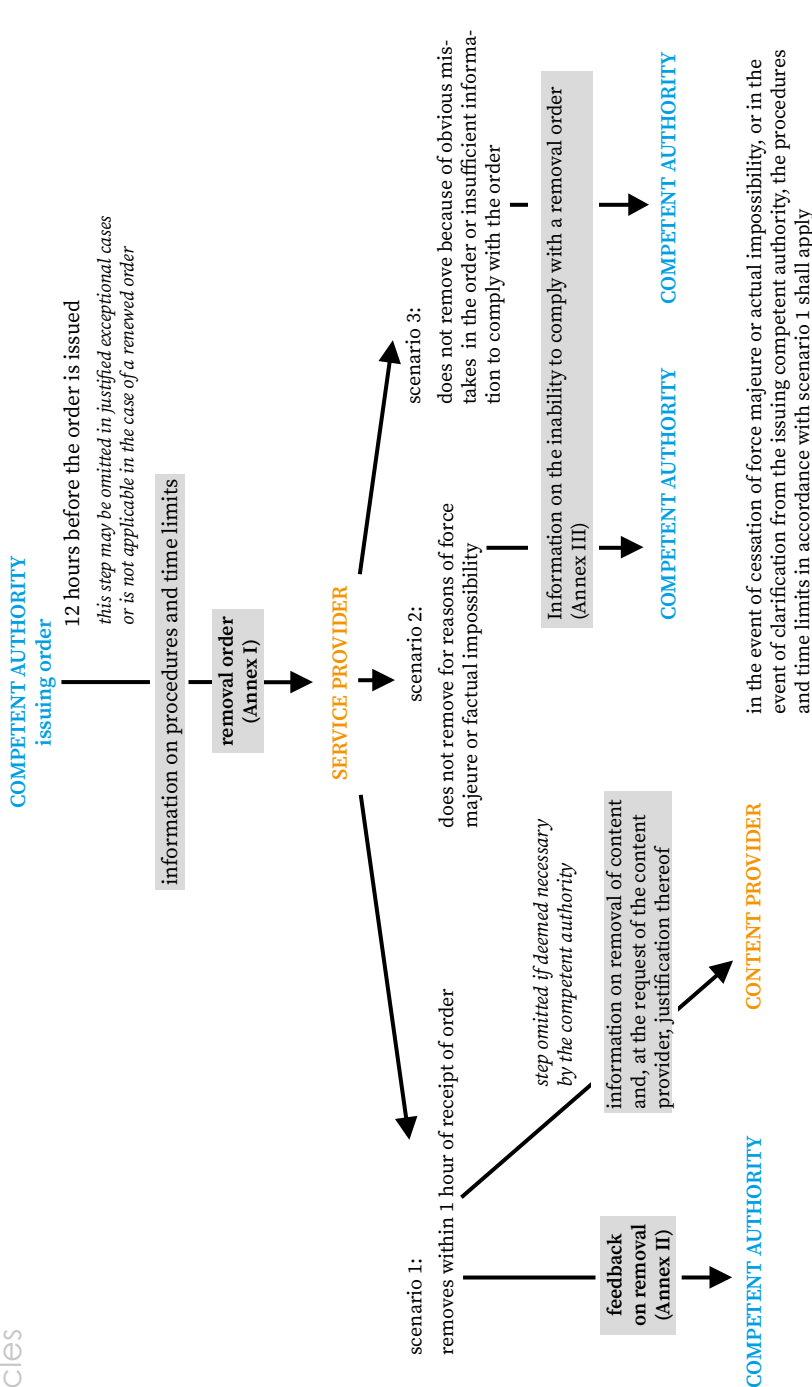 cles
COMPETENT AUTHORITY
issuing order
12 hours before the order is issued
this step may be omitted in justified exceptional cases
or is not applicable in the case of a renewed order
information on procedures and time limits
removal order
(Annex I)
SERVICE PROVIDER
scenario 1:
removes within 1 hour of receipt of order
scenario 2:
does not remove for reasons of force
majeure or factual impossibility
scenario 3:
does not remove because of obvious mis-
takes in the order or insufficient informa-
tion to comply with the order
step omitted if deemed necessary
by the competent authority
feedback
on removal
(Annex II)
information on removal of content
and, at the request of the content
provider, justification thereof
Information on the inability to comply with a removal order
(Annex III)
COMPETENT AUTHORITY
CONTENT PROVIDER
COMPETENT AUTHORITY
COMPETENT AUTHORITY
in the event of cessation of force majeure or actual impossibility, or in the
event of clarification from the issuing competent authority, the procedures
and time limits in accordance with scenario 1 shall apply